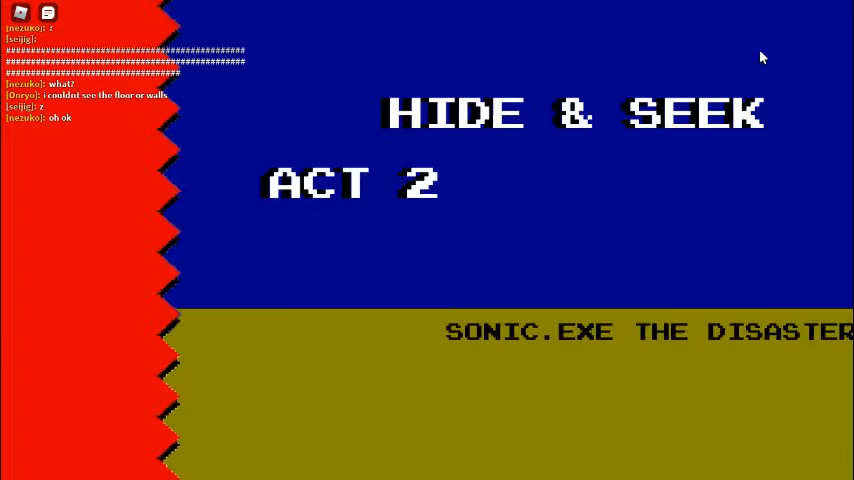 [nezuko]: ?
[seijig]:
################################################
################################################
###################################
[nezuko]: what?
[Onryo]: i couldnt see the floor or walls
[seijig]: z
[nezuko]: oh ok
HIDE & SEEK
ACT 2
SONIC.EXE THE DISASTER